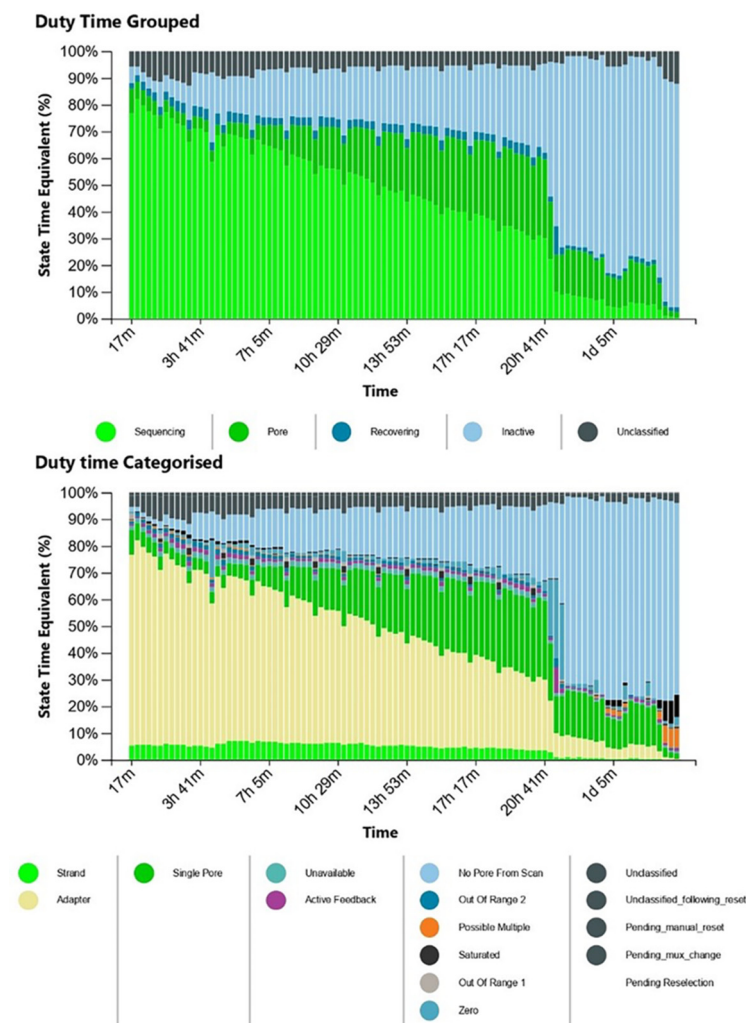 Duty Time Grouped
State Time Equivalent (%)
100%
90%
80%
70%
60%
50%
40%
30%
20%
10%
0%
17m
3h 41m
7h 5m
10h 29m
13h 53m
17h 17m
20h 41m
1d 5m
Time
Sequencing
Pore
Recovering
Inactive
Unclassified
Duty time Categorised
State Time Equivalent (%)
100%
90%
80%
70%
60%
50%
40%
30%
20%
10%
0%
17m
3h 41m
7h 5m
10h 29m
13h 53m
17h 17m
20h 41m
1d 5m
Time
Strand
Adapter
Single Pore
Unavailable
Active Feedback
No Pore From Scan
Out Of Range 2
Possible Multiple
Saturated
Out Of Range 1
Zero
Unclassified
Unclassified_following_reset
Pending_manual_reset
Pending_mux_change
Pending Reselection